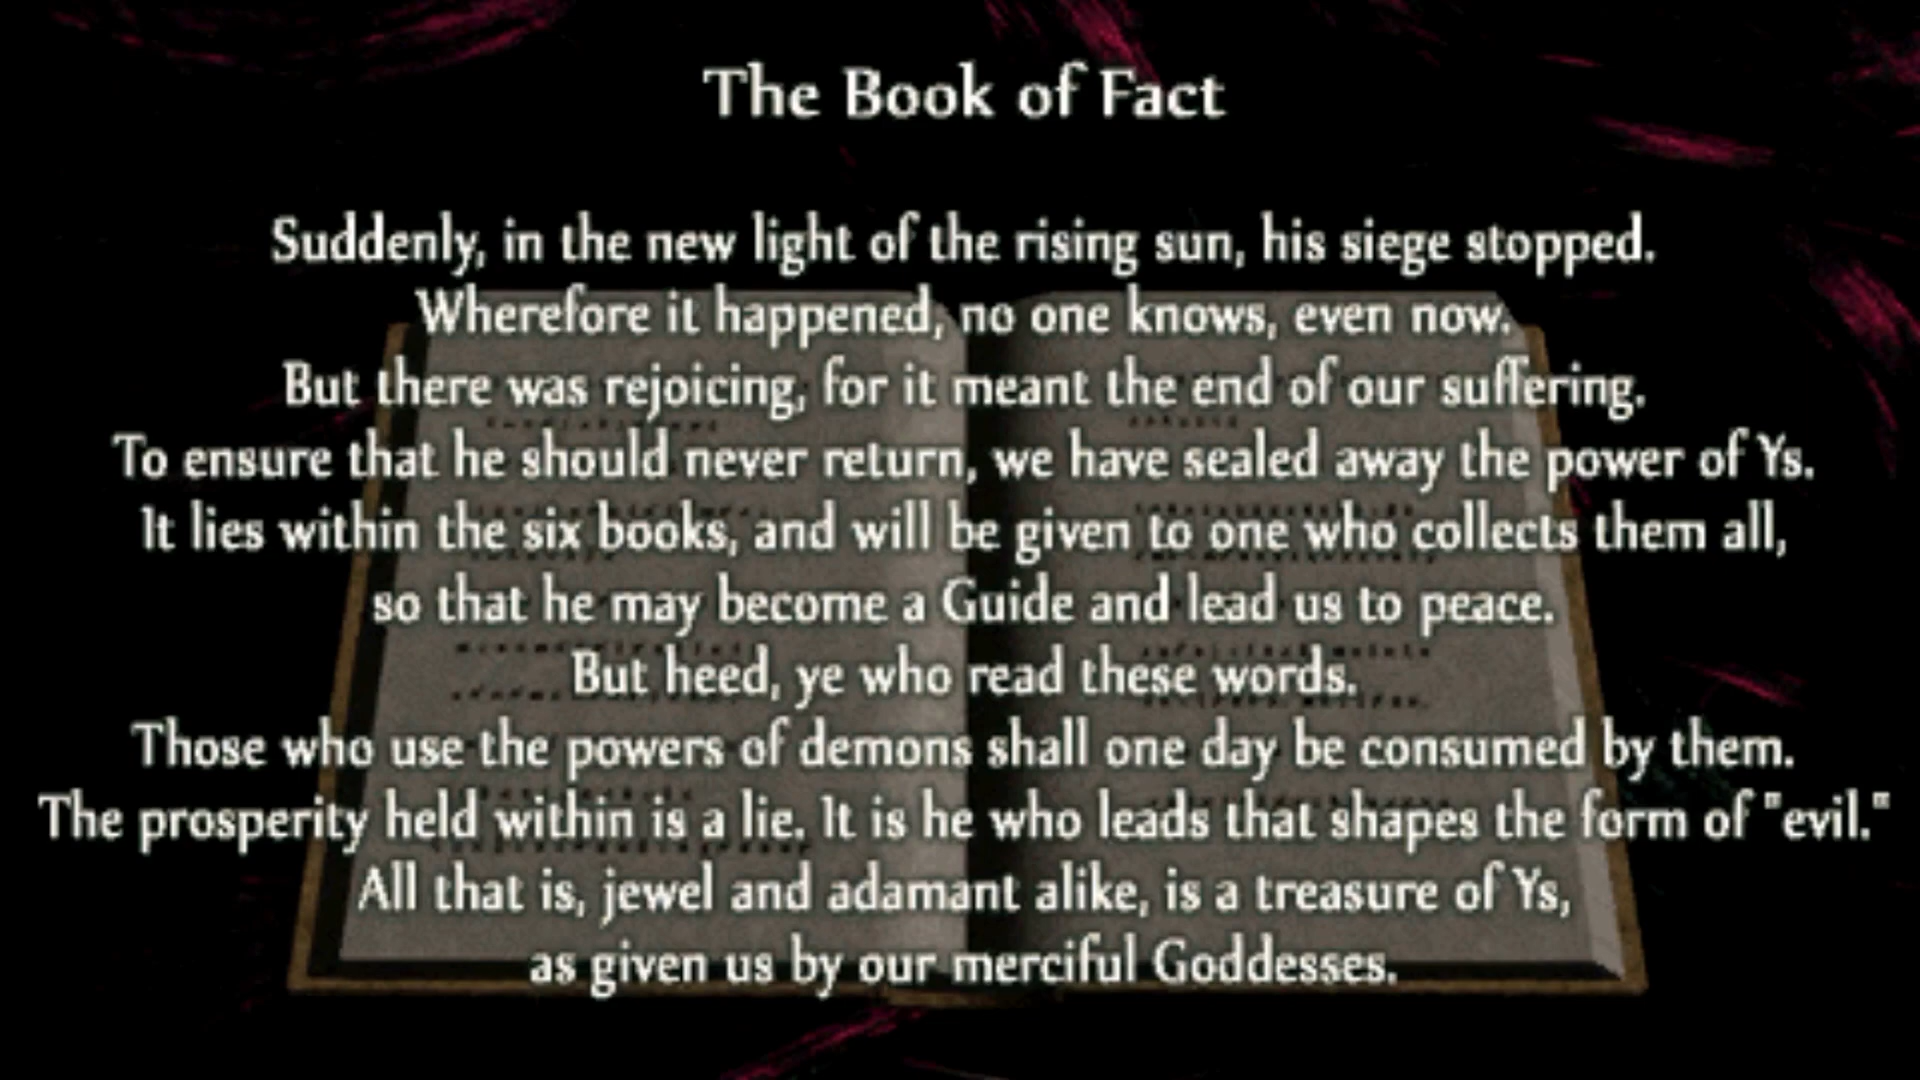 The Book of Fact
Suddenly, in the new light of the rising sun, his siege stopped.
Wherefore it happened, no one knows, even now.
But there was rejoicing, for it meant the end of our suffering.
To ensure that he should never return, we have sealed away the power of Ys.
It lies within the six books, and will be given to one who collects them all,
so that he may become a Guide and lead us to peace.
But heed, ye who read these words.
Those who use the powers of demons shall one day be consumed by them.
The prosperity held within is a lie. It is he who leads that shapes the form of "evil."
All that is, jewel and adamant alike, is a treasure of Ys,
as given us by our merciful Goddesses.